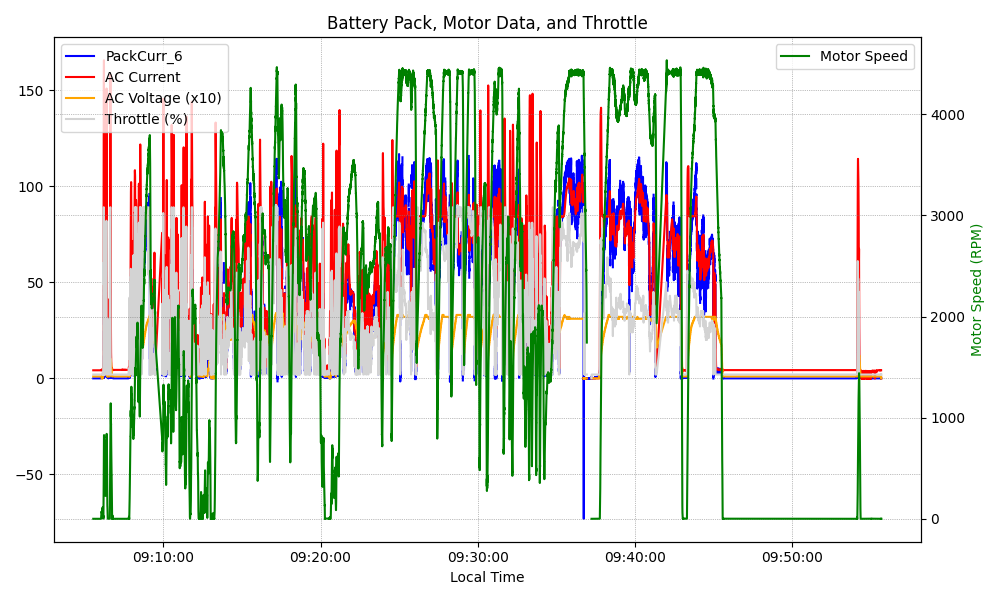 Battery Pack, Motor Data, and Throttle
PackCurr_6
AC Current
AC Voltage (x10)
Throttle (%)
Motor Speed
150
100
50
0
−50
4000
3000
2000
1000
0
Motor Speed (RPM)
09:10:00
09:20:00
09:30:00
09:40:00
09:50:00
Local Time